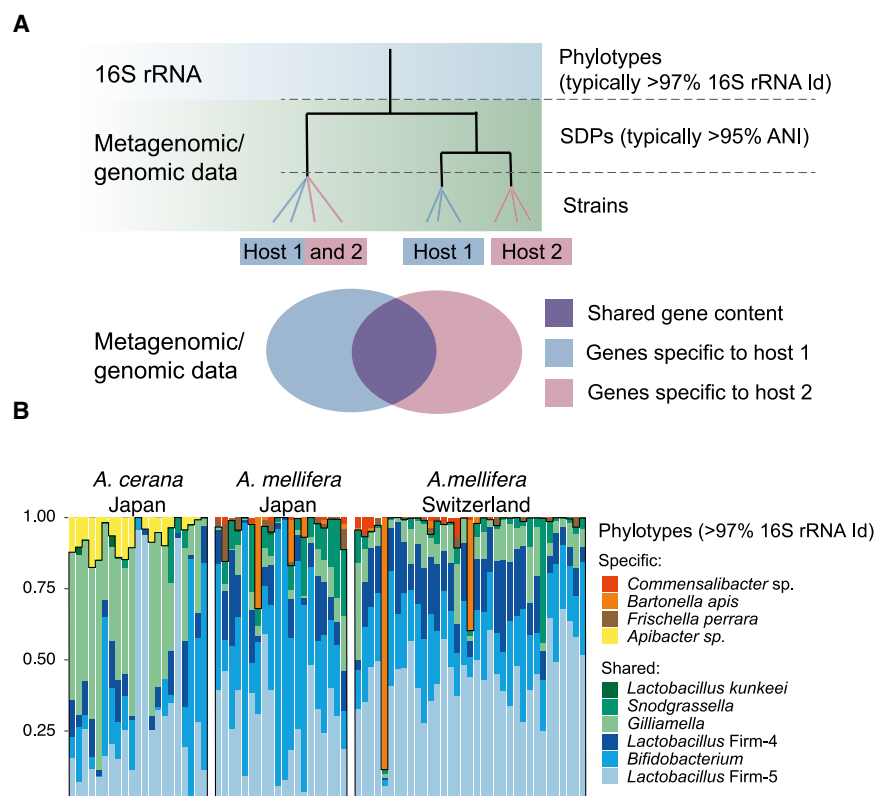 A
16S rRNA
Phylotypes
(typically >97% 16S rRNA Id)
Metagenomic/
genomic data
SDPs (typically >95% ANI)
Strains
Host 1 and 2
Host 1
Host 2
Metagenomic/
genomic data
Shared gene content
Genes specific to host 1
Genes specific to host 2
B
A. cerana
Japan
A. mellifera
Japan
A.mellifera
Switzerland
1.00
0.75
0.50
0.25
Phylotypes (>97% 16S rRNA Id)
Specific:
Commensalibacter sp.
Bartonella apis
Frischella perrara
Apibacter sp.
Shared:
Lactobacillus kunkeei
Snodgrassella
Gilliamella
Lactobacillus Firm-4
Bifidobacterium
Lactobacillus Firm-5